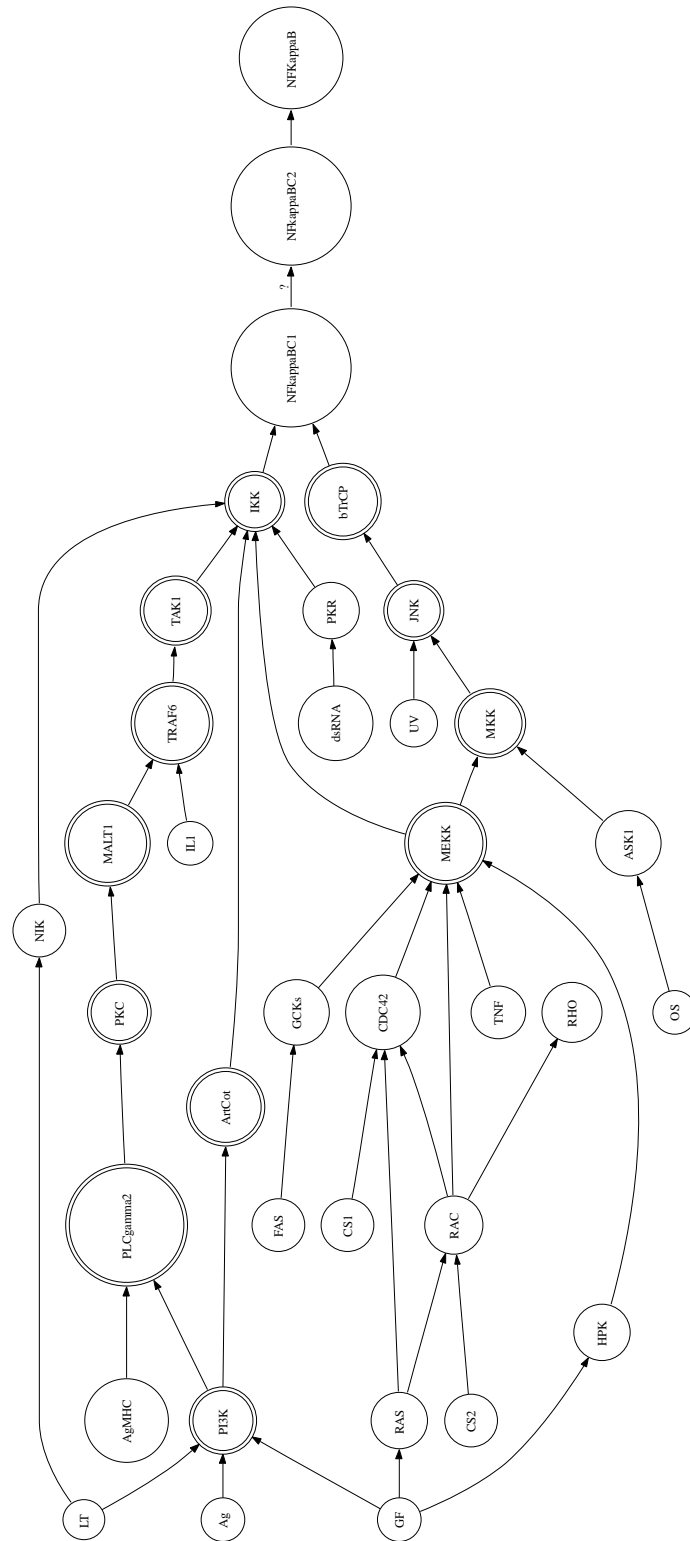 NFKappaB
NFkappaBC2
?
NFkappaBC1
IKK
bTrCP
TAK1
PKR
JNK
TRAF6
dsRNA
UV
MKK
MALT1
IL1
MEKK
ASK1
NIK
PKC
GCKs
CDC42
TNF
RHO
OS
ArtCot
PLCgamma2
FAS
CS1
RAC
HPK
AgMHC
PI3K
RAS
CS2
LT
Ag
GF